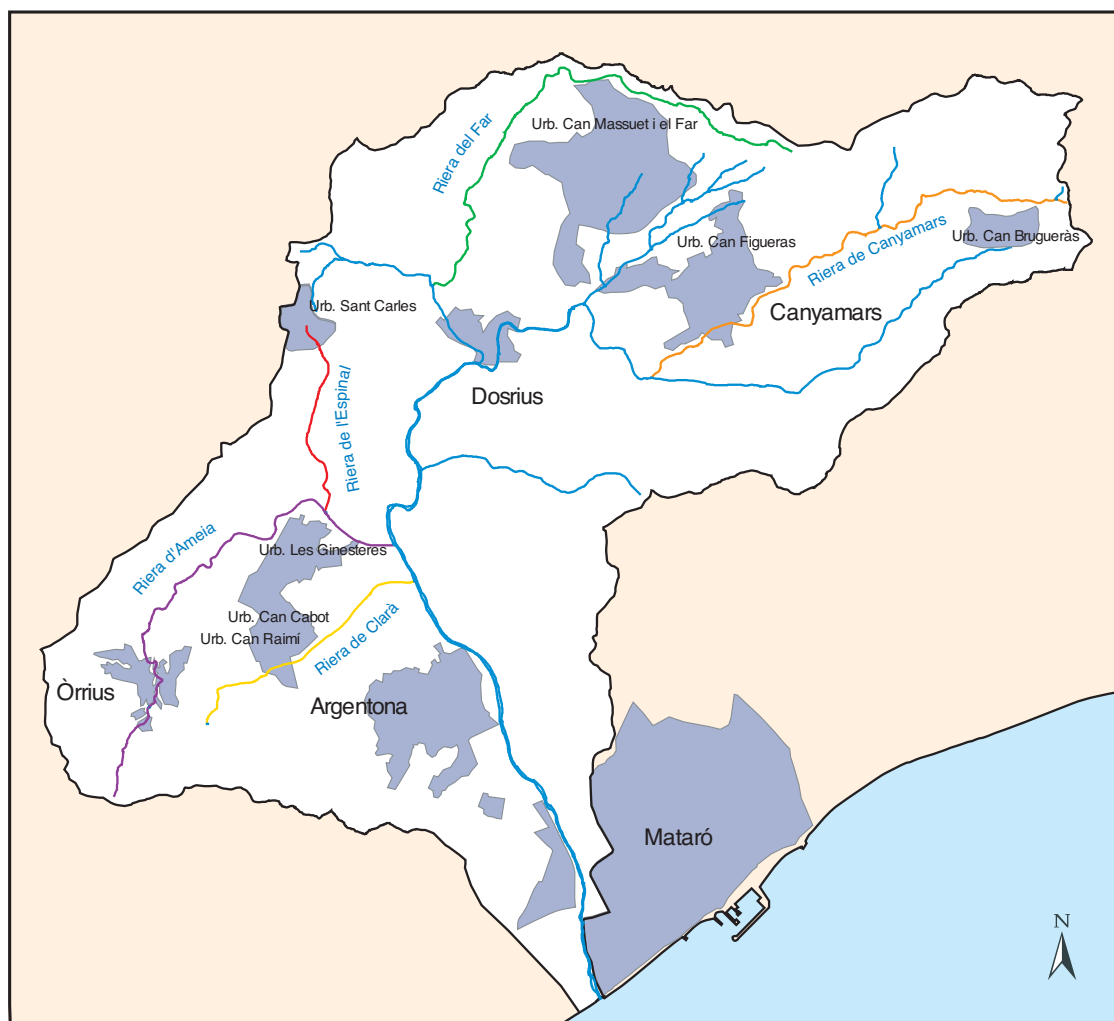 Urb. Can Massuet i el Far
Riera del Far
Urb. Can Figueras
Urb. Can Brugueràs
Riera de Canyamars
Urb. Sant Carles
Canyamars
Dosrius
Riera de l'Espinal
Riera d'Ameia
Urb. Les Ginesteres
Urb. Can Cabot
Urb. Can Raimí
Riera de Clarà
Òrrius
Argentona
Mataró
N